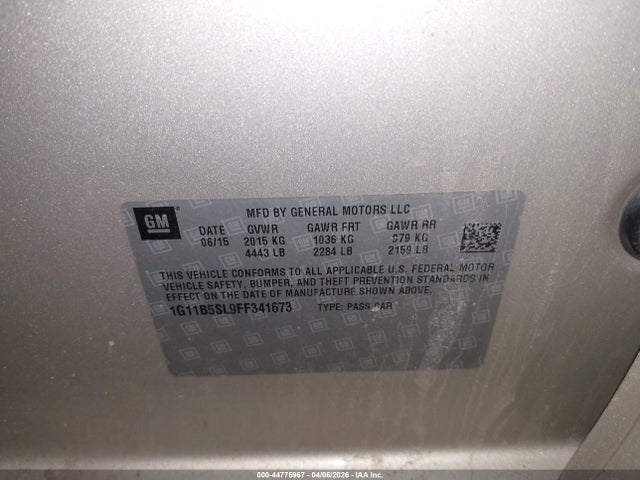 GM
MFD BY GENERAL MOTORS LLC
DATE GVWR GAWR FRT GAWR RR
06/15 2015 KG 1036 KG 979 KG
4443 LB 2284 LB 2159 LB
THIS VEHICLE CONFORMS TO ALL APPLICABLE U.S. FEDERAL MOTOR
VEHICLE SAFETY, BUMPER, AND THEFT PREVENTION STANDARDS
IN EFFECT ON THE DATE OF MANUFACTURE SHOWN ABOVE.
1G11B5SL9FF341673 TYPE: PASS CAR
000-44775967 | 04/06/2026 | IAA Inc. | COPART